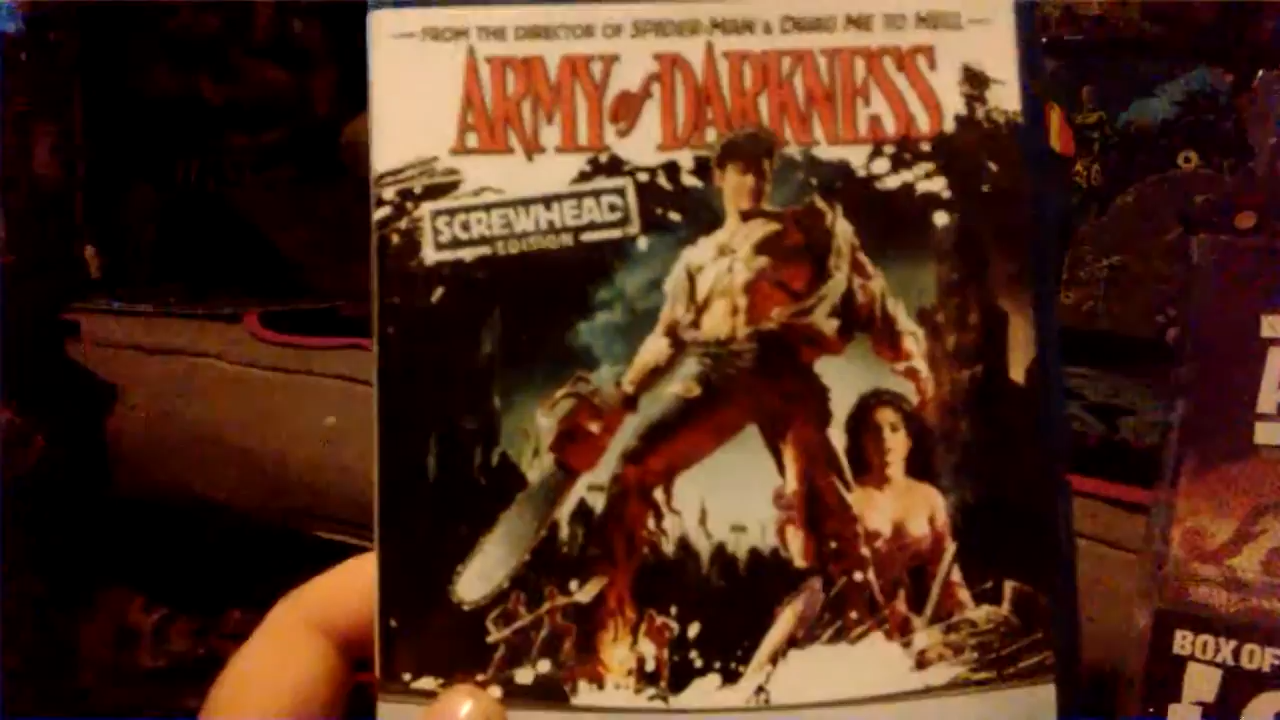 FROM THE DIRECTOR OF SPIDER-MAN & DRAG ME TO HELL
ARMY of DARKNESS
SCREWHEAD
EDITION
BOX OF